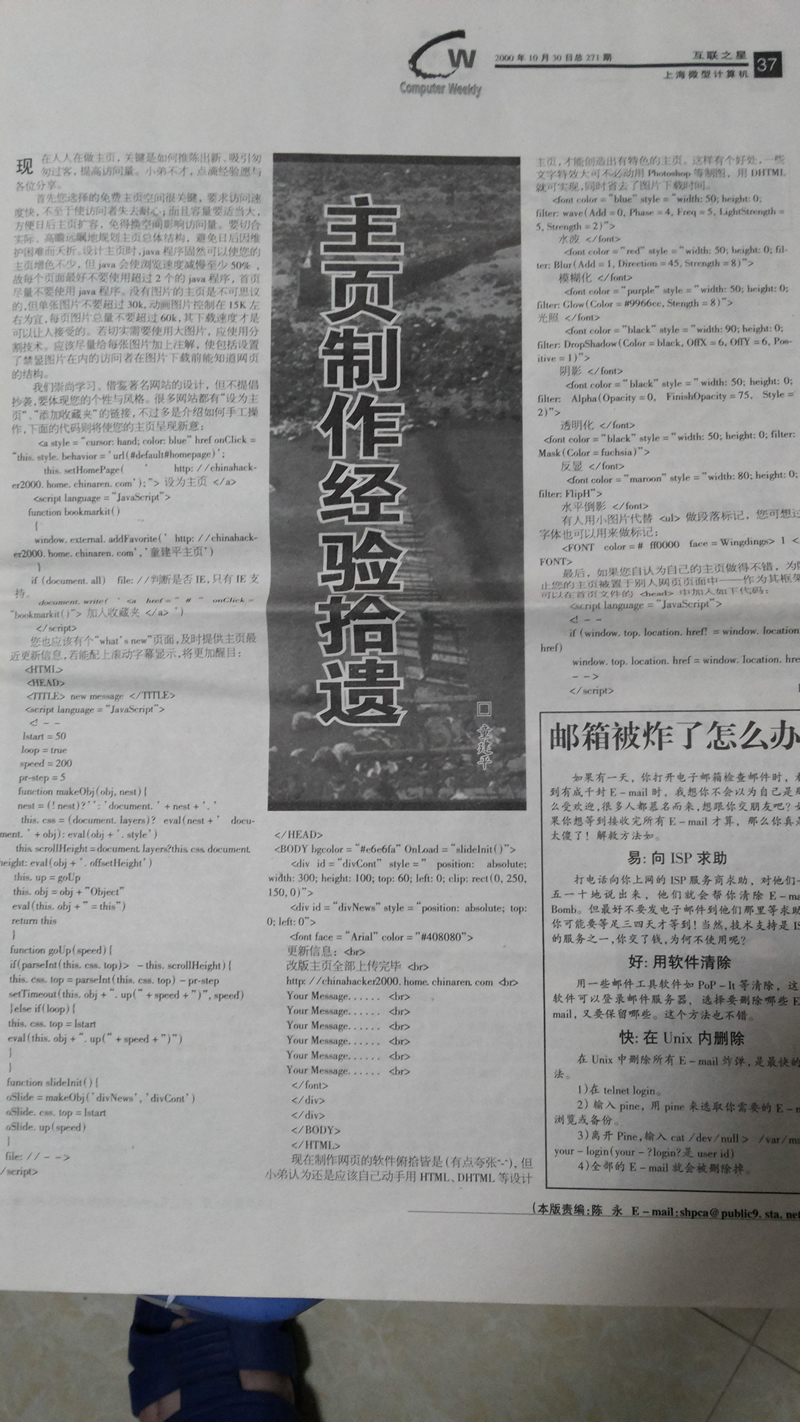 CW
Computer Weekly
2000 年 10 月 30 日总 271 期
互联之星
上海微型计算机
37
主页制作经验拾遗
□ 童建平
现在人人在做主页，关键是如何推陈出新、吸引匆
匆过客，提高访问量。小弟不才，点滴经验愿与
各位分享。
首先您选择的免费主页空间很关键，要求访问速
度快，不至于使访问者失去耐心；而且容量要适当大，
方便日后主页扩容，免得换空间影响访问量。要切合
实际、高瞻远瞩地规划主页总体结构，避免日后因维
护困难而夭折。设计主页时，java 程序固然可以使您的
主页增色不少，但 java 会使浏览速度减慢至少 50%，
故每个页面最好不要使用超过 2 个的 java 程序，首页
尽量不要使用 java 程序。没有图片的主页是不可思议
的，但单张图片不要超过 30k，动画图片控制在 15K 左
右为宜，每页图片总量不要超过 60k，其下载速度才是
可以让人接受的。若切实需要使用大图片，应使用分
割技术。应该尽量给每张图片加上注解，使包括设置
了禁显图片在内的访问者在图片下载前能知道网页
的结构。
我们崇尚学习、借鉴著名网站的设计，但不提倡
抄袭，要体现您的个性与风格。很多网站都有“设为主
页”、“添加收藏夹”的链接，不过多是介绍如何手工操
作，下面的代码则将使您的主页呈现新意：
<a style = "cursor: hand; color: blue" href onClick =
"this. style. behavior = 'url(#default#homepage)';
this. setHomePage( ' http: //chinahack-
er2000. home. chinaren. com'); "> 设为主页 </a>
<script language = "JavaScript">
function bookmarkit()
{
window. external. addFavorite( ' http: //chinahack-
er2000. home. chinaren. com', '童建平主页')
}
if (document. all) file: //判断是否 IE，只有 IE 支
持。
document. write( ' <a href = " # " onClick =
"bookmarkit()"> 加入收藏夹 </a> ')
</script>
您也应该有个“what's new”页面，及时提供主页最
近更新信息，若能配上滚动字幕显示，将更加醒目：
<HTML>
<HEAD>
<TITLE> new message </TITLE>
<script language = "JavaScript">
<! - -
lstart = 50
loop = true
speed = 200
pr-step = 5
function makeObj(obj, nest){
nest = (! nest)?'': 'document. ' + nest + '. '
this. css = (document. layers)? eval(nest + ' docu-
ment. ' + obj): eval(obj + '. style')
this. scrollHeight = document. layers?this. css. document.
height: eval(obj + '. offsetHeight')
this. up = goUp
this. obj = obj + "Object"
eval(this. obj + " = this")
return this
}
function goUp(speed){
if(parseInt(this. css. top)> - this. scrollHeight){
this. css. top = parseInt(this. css. top) – pr-step
setTimeout(this. obj + ". up(" + speed + ")", speed)
}else if(loop){
this. css. top = lstart
eval(this. obj + ". up(" + speed + ")")
}
}
function slideInit(){
oSlide = makeObj('divNews', 'divCont')
oSlide. css. top = lstart
oSlide. up(speed)
}
file: // - - >
/script>
</HEAD>
<BODY bgcolor = "#e6e6fa" OnLoad = "slideInit()">
<div id = "divCont" style = " position: absolute;
width: 300; height: 100; top: 60; left: 0; clip: rect(0, 250,
150, 0)">
<div id = "divNews" style = "position: absolute; top:
0; left: 0">
<font face = "Arial" color = "#408080">
更新信息：<br>
改版主页全部上传完毕 <br>
http: //chinahacker2000. home. chinaren. com <br>
Your Message. . . . . . <br>
Your Message. . . . . . <br>
Your Message. . . . . . <br>
Your Message. . . . . . <br>
Your Message. . . . . . <br>
Your Message. . . . . . <br>
</font>
</div>
</div>
</BODY>
</HTML>
现在制作网页的软件俯拾皆是（有点夸张^-^），但
小弟认为还是应该自己动手用 HTML、DHTML 等设计
主页，才能创造出有特色的主页。这样有个好处，一些
文字特效大可不必动用 Photoshop 等制图，用 DHTML
就可实现，同时省去了图片下载时间。
<font color = "blue" style = "width: 50; height: 0;
filter: wave(Add = 0, Phase = 4, Freq = 5, LightStrength =
5, Strength = 2)">
水波 </font>
<font color = "red" style = "width: 50; height: 0; fil-
ter: Blur(Add = 1, Direction = 45, Strength = 8)">
模糊化 </font>
<font color = "purple" style = "width: 50; height: 0;
filter: Glow(Color = #9966cc, Stength = 8)">
光照 </font>
<font color = "black" style = "width: 90; height: 0;
filter: DropShadow(Color = black, OffX = 6, OffY = 6, Pos-
itive = 1)">
阴影 </font>
<font color = "black" style = "width: 50; height: 0;
filter: Alpha(Opacity = 0, FinishOpacity = 75, Style =
2)">
透明化 </font>
<font color = "black" style = "width: 50; height: 0; filter:
Mask(Color = fuchsia)">
反显 </font>
<font color = "maroon" style = "width: 80; height: 0;
filter: FlipH">
水平倒影 </font>
有人用小图片代替 <ul> 做段落标记，您可想过
字体也可以用来做标记：
<FONT color = # ff0000 face = Wingdings> 1 <
FONT>
最后，如果您自认为自己的主页做得不错，为防
止您的主页被置于别人网页页面中——作为其框架
可以在首页文件的 <head> 中加入如下代码：
<script language = "JavaScript">
<! - -
if (window. top. location. href! = window. location.
href)
window. top. location. href = window. location. hre
- - >
</script>
邮箱被炸了怎么办
如果有一天，你打开电子邮箱检查邮件时，
到有成千封 E-mail 时，我想你不会以为自己是那
么受欢迎，很多人都慕名而来，想跟你交朋友吧？
果你想等到接收完所有 E-mail 才算，那么你真
太傻了！解救方法如。
易：向 ISP 求助
打电话向你上网的 ISP 服务商求助，对他们一
五一十地说出来，他们就会帮你清除 E-ma
Bomb。但最好不要发电子邮件到他们那里等求助
你可能要等足三四天才等到！当然，技术支持是 IS
的服务之一，你交了钱，为何不使用呢？
好：用软件清除
用一些邮件工具软件如 PoP-It 等清除，这
软件可以登录邮件服务器，选择要删除哪些 E
mail，又要保留哪些。这个方法也不错。
快：在 Unix 内删除
在 Unix 中删除所有 E-mail 炸弹，是最快的
法。
1)在 telnet login。
2) 输入 pine，用 pine 来选取你需要的 E-m
浏览或备份。
3)离开 Pine，输入 cat /dev/null > /var/ma
your-login(your-?login?是 user id)
4)全部的 E-mail 就会被删除掉。
(本版责编：陈 永 E-mail:shpca@public9. sta. net